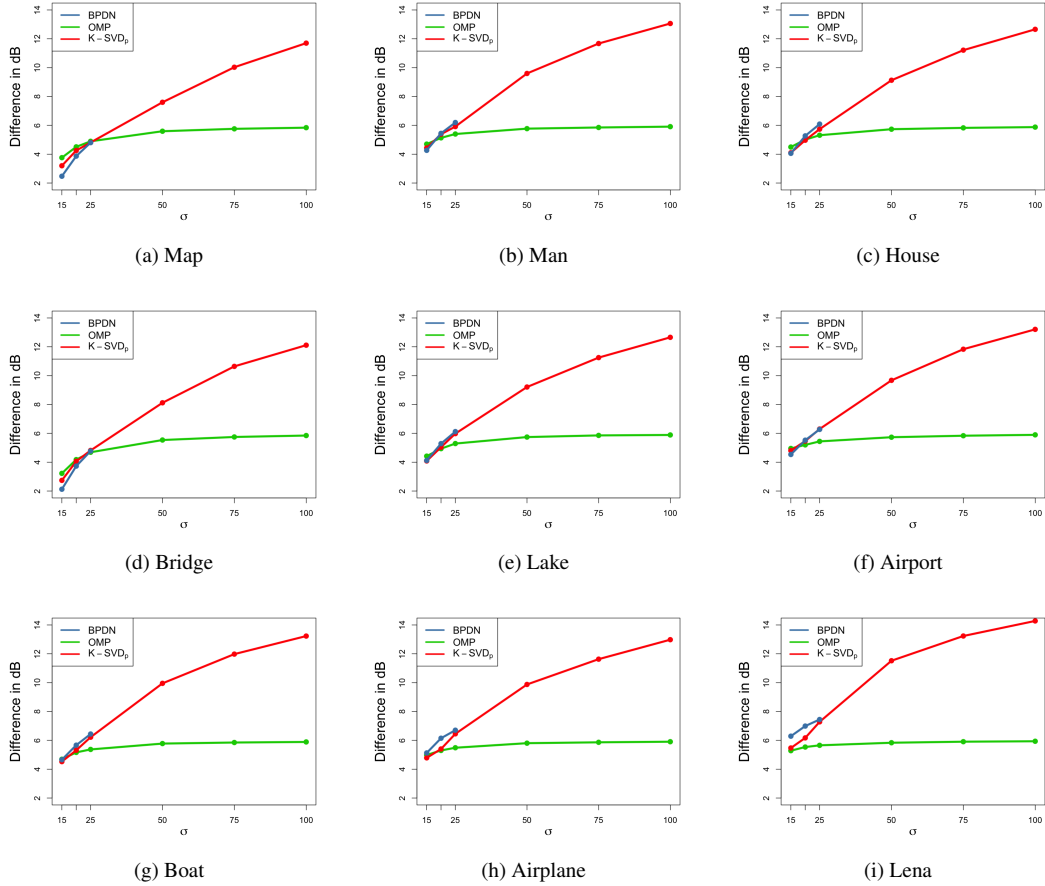 Difference in dB
2 4 6 8 10 12 14
BPDN
OMP
K − SVDp
15 25 50 75 100
σ
(a) Map
Difference in dB
2 4 6 8 10 12 14
BPDN
OMP
K − SVDp
15 25 50 75 100
σ
(b) Man
Difference in dB
2 4 6 8 10 12 14
BPDN
OMP
K − SVDp
15 25 50 75 100
σ
(c) House
Difference in dB
2 4 6 8 10 12 14
BPDN
OMP
K − SVDp
15 25 50 75 100
σ
(d) Bridge
Difference in dB
2 4 6 8 10 12 14
BPDN
OMP
K − SVDp
15 25 50 75 100
σ
(e) Lake
Difference in dB
2 4 6 8 10 12 14
BPDN
OMP
K − SVDp
15 25 50 75 100
σ
(f) Airport
Difference in dB
2 4 6 8 10 12 14
BPDN
OMP
K − SVDp
15 25 50 75 100
σ
(g) Boat
Difference in dB
2 4 6 8 10 12 14
BPDN
OMP
K − SVDp
15 25 50 75 100
σ
(h) Airplane
Difference in dB
2 4 6 8 10 12 14
BPDN
OMP
K − SVDp
15 25 50 75 100
σ
(i) Lena